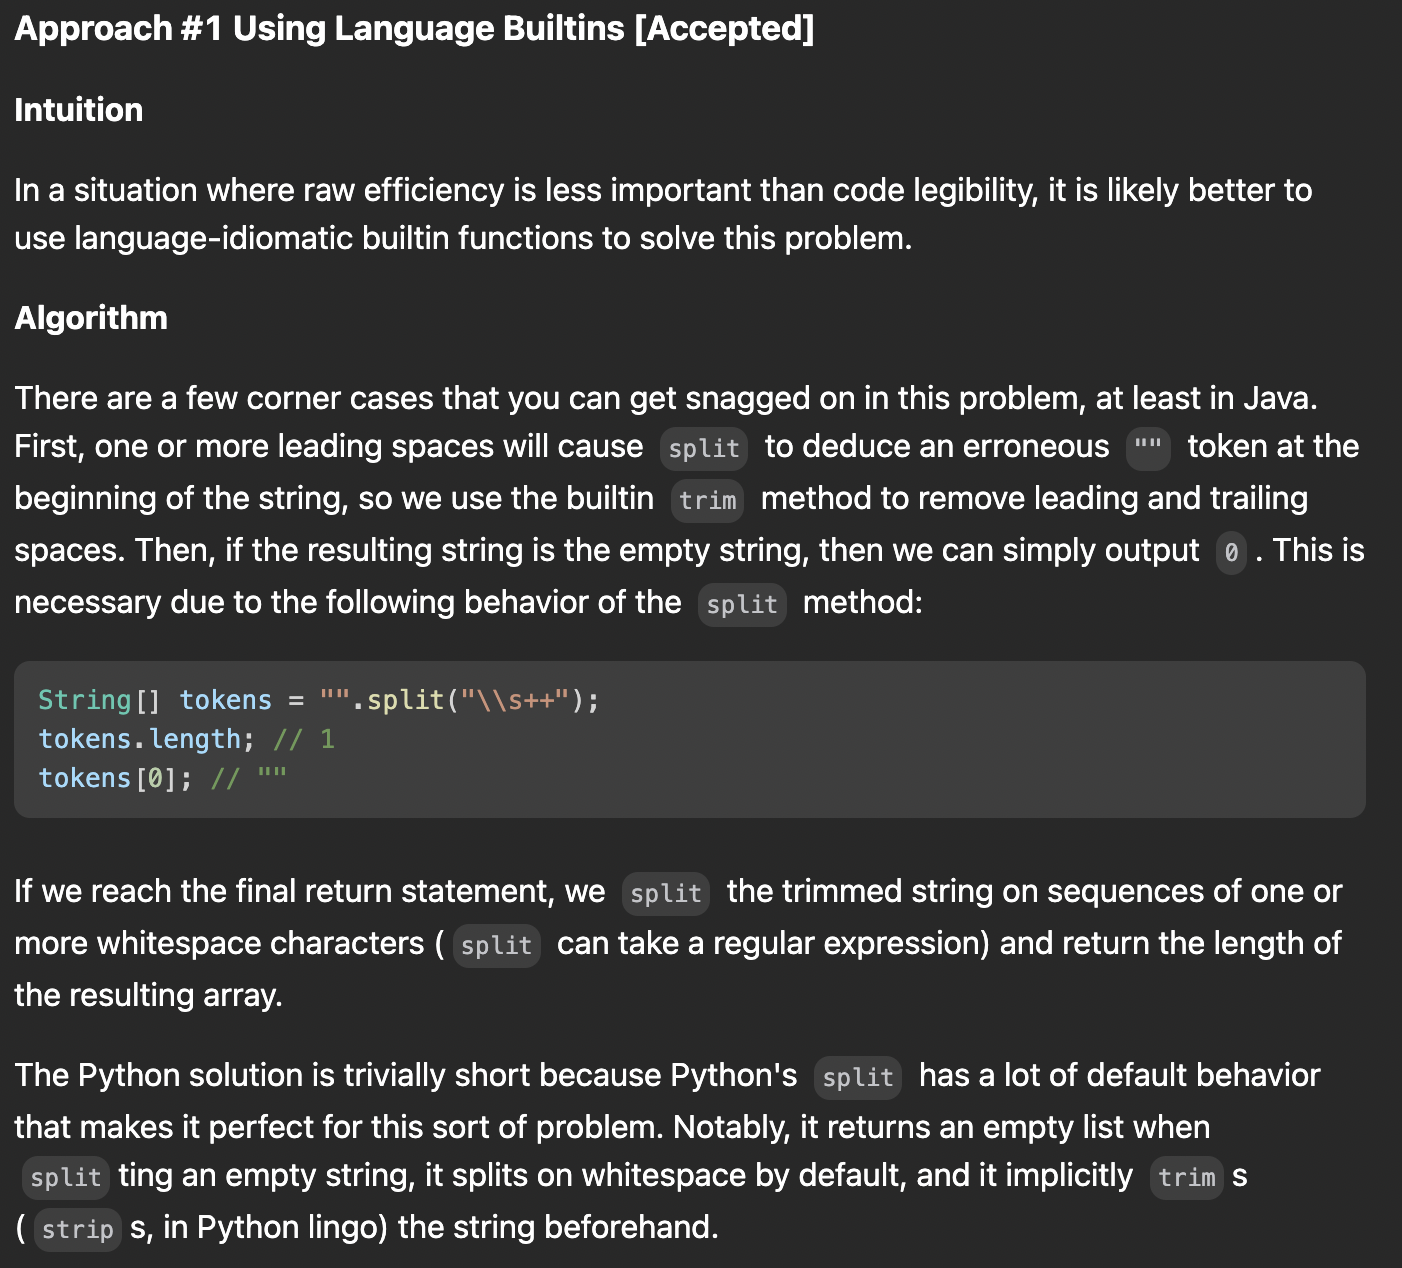 Approach #1 Using Language Builtins [Accepted]
Intuition
In a situation where raw efficiency is less important than code legibility, it is likely better to
use language-idiomatic builtin functions to solve this problem.
Algorithm
There are a few corner cases that you can get snagged on in this problem, at least in Java.
First, one or more leading spaces will cause split to deduce an erroneous "" token at the
beginning of the string, so we use the builtin trim method to remove leading and trailing
spaces. Then, if the resulting string is the empty string, then we can simply output 0 . This is
necessary due to the following behavior of the split method:
String[] tokens = "".split("\\s++");
tokens.length; // 1
tokens[0]; // ""
If we reach the final return statement, we split the trimmed string on sequences of one or
more whitespace characters ( split can take a regular expression) and return the length of
the resulting array.
The Python solution is trivially short because Python's split has a lot of default behavior
that makes it perfect for this sort of problem. Notably, it returns an empty list when
split ting an empty string, it splits on whitespace by default, and it implicitly trim s
( strip s, in Python lingo) the string beforehand.